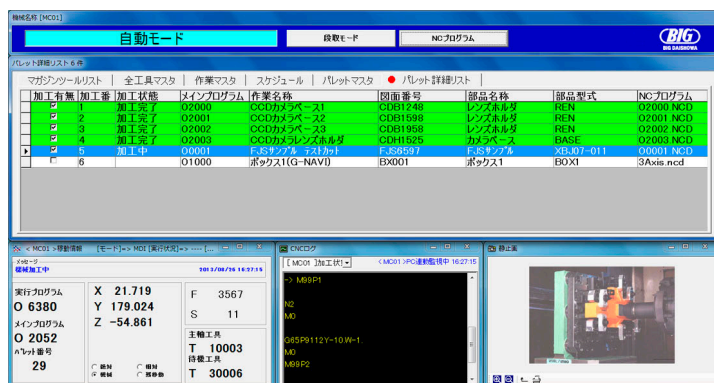 機械名称 [MC01]
自動モード 段取モード NCプログラム BIG
BIG DAISHOWA
パレット詳細リスト 6 件
マガジンツールリスト | 全工具マスタ | 作業マスタ | スケジュール | パレットマスタ ● パレット詳細リスト |
加工有無 加工番 加工状態 メインプログラム 作業名称 図面番号 部品名称 部品型式 NCプログラム
1 加工完了 O2000 CCDカメラベース1 CDB1248 レンズホルダ REN O2000.NCD
2 加工完了 O2001 CCDカメラベース2 CDB1598 レンズホルダ REN O2001.NCD
3 加工完了 O2002 CCDカメラベース3 CDB1958 レンズホルダ REN O2002.NCD
4 加工完了 O2003 CCDカメラレンズホルダ CDH1525 カメラベース BASE O2003.NCD
5 加工中 O0001 FJSサンプル テストカット FJS6597 FJSサンプル XBJ07-011 O0001.NCD
6 O1000 ボックス1(G-NAVI) BX001 ボックス1 BOX1 3Axis.ncd
< MC01 >稼動情報 [モード]=> MDI [実行状況]=> ---- [...
メッセージ
機械加工中 2013/08/26 16:27:15
実行プログラム
O 6380
メインプログラム
O 2052
パレット番号
29
X 21.719
Y 179.024
Z -54.861
絶対 相対
機械 残移動
F 3567
S 11
主軸工具
T 10003
待機工具
T 30006
CNCログ
[ MC01 ]加工状! < MC01 >PC連動監視中 16:27:15
-> M99P1
N2
M0
G65P9112Y-10.W-1.
M0
M99P2
静止画